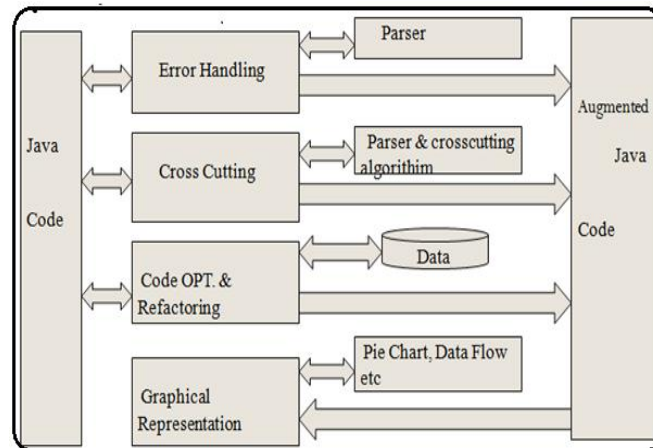 Java
Code
Error Handling
Parser
Cross Cutting
Parser & crosscutting
algorithim
Code OPT. &
Refactoring
Data
Graphical
Representation
Pie Chart, Data Flow
etc
Augmented
Java
Code